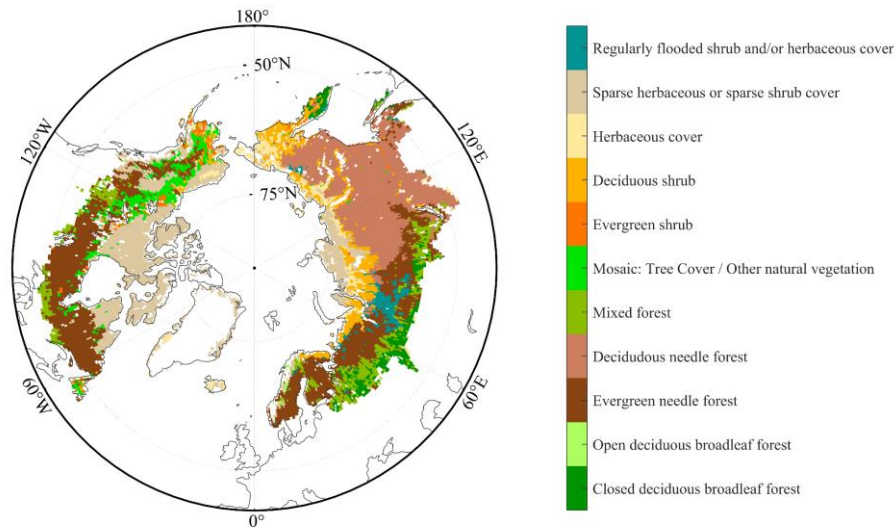 180°
50°N
120°W
120°E
75°N
60°W
60°E
0°
Regularly flooded shrub and/or herbaceous cover
Sparse herbaceous or sparse shrub cover
Herbaceous cover
Deciduous shrub
Evergreen shrub
Mosaic: Tree Cover / Other natural vegetation
Mixed forest
Decidudous needle forest
Evergreen needle forest
Open deciduous broadleaf forest
Closed deciduous broadleaf forest